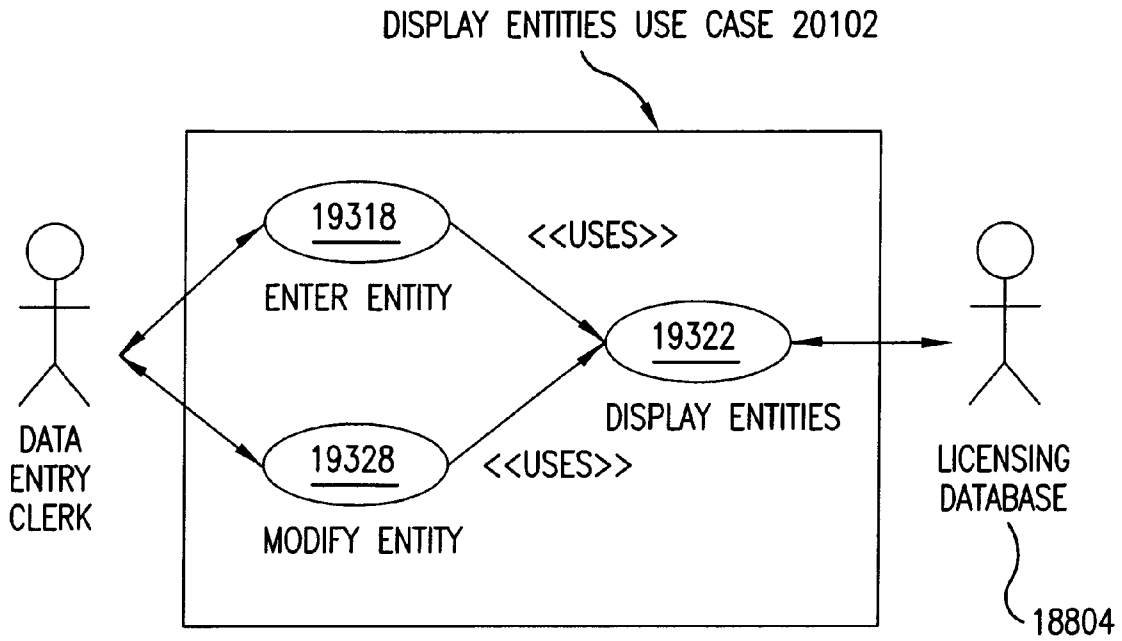 DISPLAY ENTITIES USE CASE 20102
19318
<<USES>>
ENTER ENTITY
19322
DISPLAY ENTITIES
19328
<<USES>>
MODIFY ENTITY
DATA
ENTRY
CLERK
LICENSING
DATABASE
18804